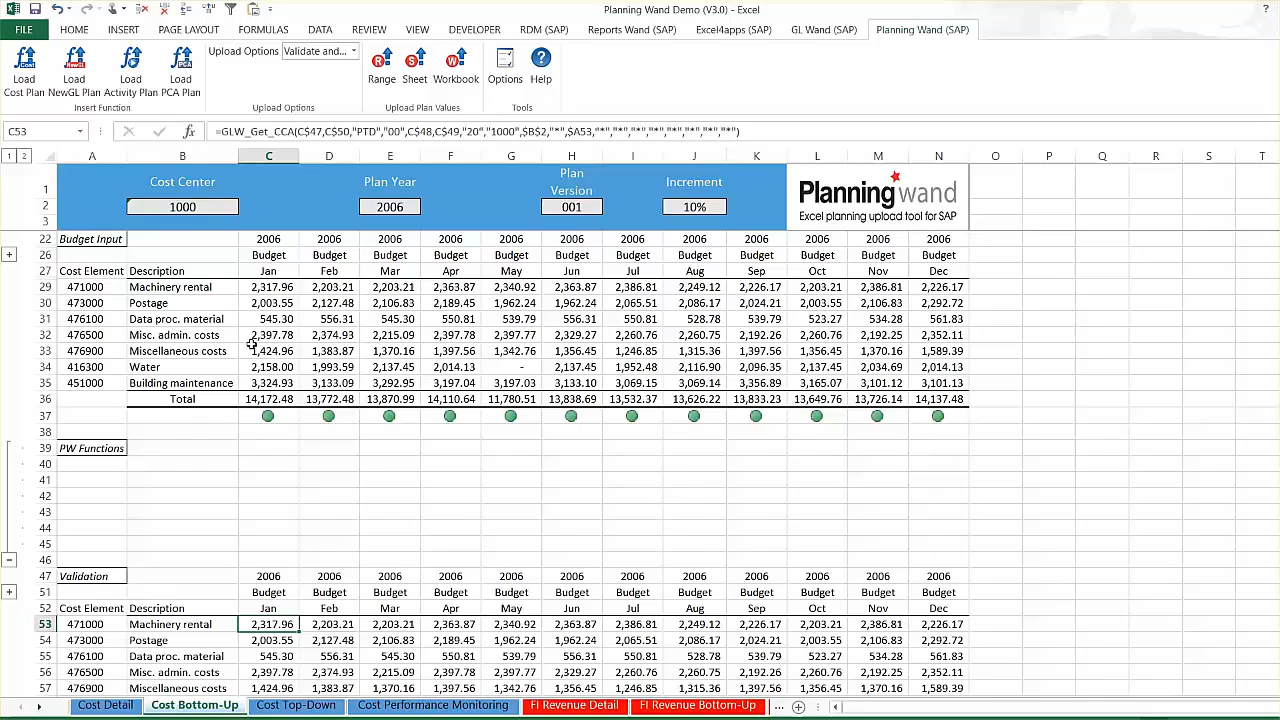 Planning Wand Demo (V3.0) - Excel
?
FILE HOME INSERT PAGE LAYOUT FORMULAS DATA REVIEW VIEW DEVELOPER RDM (SAP) Reports Wand (SAP) Excel4apps (SAP) GL Wand (SAP) Planning Wand (SAP)
Upload Options Validate and...
Load Load Load Load Range Sheet Workbook Options Help
Cost Plan NewGL Plan Activity Plan PCA Plan
Insert Function Upload Options Upload Plan Values Tools
C53 fx =GLW_Get_CCA(C$47,C$50,"PTD","00",C$48,C$49,"20","1000",$B$2,"*",$A53,"*","*","*","*","*","*","*","*")
1 2 A B C D E F G H I J K L M N O P Q R S T
1 Cost Center Plan Year Plan Version Increment Planning wand
2 1000 2006 001 10% Excel planning upload tool for SAP
3
22 Budget Input 2006 2006 2006 2006 2006 2006 2006 2006 2006 2006 2006 2006
26 Budget Budget Budget Budget Budget Budget Budget Budget Budget Budget Budget Budget
27 Cost Element Description Jan Feb Mar Apr May Jun Jul Aug Sep Oct Nov Dec
29 471000 Machinery rental 2,317.96 2,203.21 2,203.21 2,363.87 2,340.92 2,363.87 2,386.81 2,249.12 2,226.17 2,203.21 2,386.81 2,226.17
30 473000 Postage 2,003.55 2,127.48 2,106.83 2,189.45 1,962.24 1,962.24 2,065.51 2,086.17 2,024.21 2,003.55 2,106.83 2,292.72
31 476100 Data proc. material 545.30 556.31 545.30 550.81 539.79 556.31 550.81 528.78 539.79 523.27 534.28 561.83
32 476500 Misc. admin. costs 2,397.78 2,374.93 2,215.09 2,397.78 2,397.77 2,329.27 2,260.76 2,260.75 2,192.26 2,260.76 2,192.25 2,352.11
33 476900 Miscellaneous costs 1,424.96 1,383.87 1,370.16 1,397.56 1,342.76 1,356.45 1,246.85 1,315.36 1,397.56 1,356.45 1,370.16 1,589.39
34 416300 Water 2,158.00 1,993.59 2,137.45 2,014.13 - 2,137.45 1,952.48 2,116.90 2,096.35 2,137.45 2,034.69 2,014.13
35 451000 Building maintenance 3,324.93 3,133.09 3,292.95 3,197.04 3,197.03 3,133.10 3,069.15 3,069.14 3,356.89 3,165.07 3,101.12 3,101.13
36 Total 14,172.48 13,772.48 13,870.99 14,110.64 11,780.51 13,838.69 13,532.37 13,626.22 13,833.23 13,649.76 13,726.14 14,137.48
37
38
39 PW Functions
40
41
42
43
44
45
46
47 Validation 2006 2006 2006 2006 2006 2006 2006 2006 2006 2006 2006 2006
51 Budget Budget Budget Budget Budget Budget Budget Budget Budget Budget Budget Budget
52 Cost Element Description Jan Feb Mar Apr May Jun Jul Aug Sep Oct Nov Dec
53 471000 Machinery rental 2,317.96 2,203.21 2,203.21 2,363.87 2,340.92 2,363.87 2,386.81 2,249.12 2,226.17 2,203.21 2,386.81 2,226.17
54 473000 Postage 2,003.55 2,127.48 2,106.83 2,189.45 1,962.24 1,962.24 2,065.51 2,086.17 2,024.21 2,003.55 2,106.83 2,292.72
55 476100 Data proc. material 545.30 556.31 545.30 550.81 539.79 556.31 550.81 528.78 539.79 523.27 534.28 561.83
56 476500 Misc. admin. costs 2,397.78 2,374.93 2,215.09 2,397.78 2,397.77 2,329.27 2,260.76 2,260.75 2,192.26 2,260.76 2,192.25 2,352.11
57 476900 Miscellaneous costs 1,424.96 1,383.87 1,370.16 1,397.56 1,342.76 1,356.45 1,246.85 1,315.36 1,397.56 1,356.45 1,370.16 1,589.39
Cost Detail Cost Bottom-Up Cost Top-Down Cost Performance Monitoring FI Revenue Detail FI Revenue Bottom-Up ...